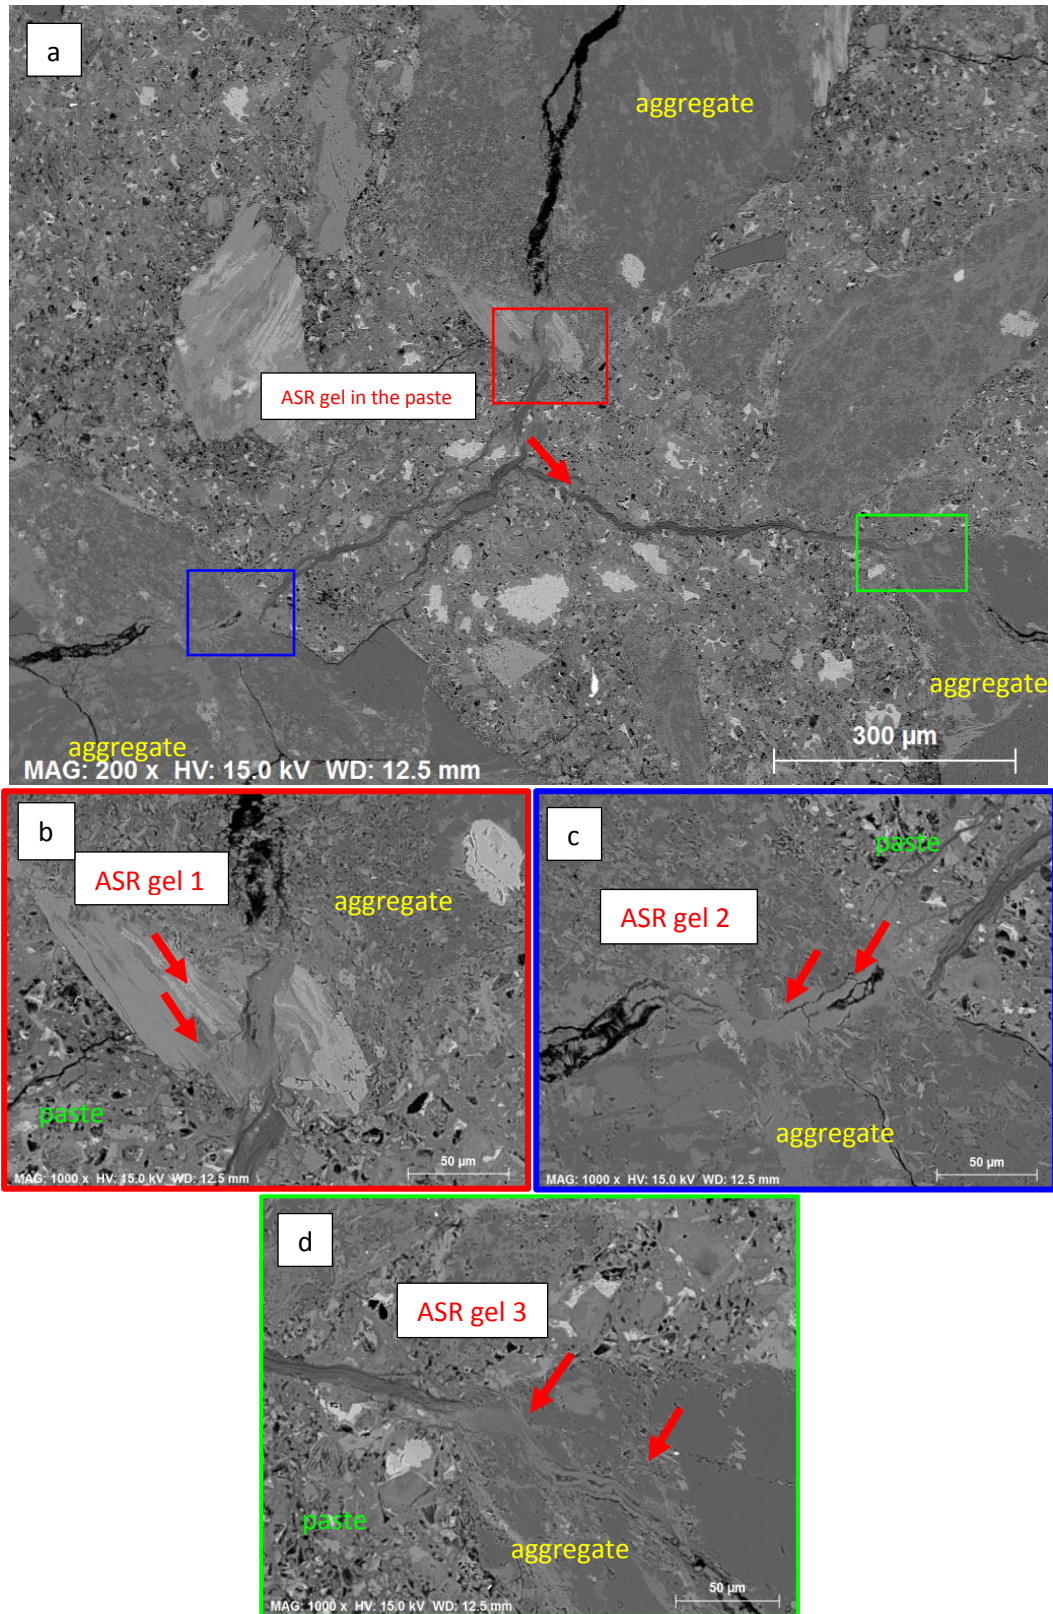 a
aggregate
ASR gel in the paste
aggregate
aggregate
300 µm
MAG: 200 x HV: 15.0 kV WD: 12.5 mm
b
ASR gel 1
aggregate
paste
50 µm
MAG: 1000 x HV: 15.0 kV WD: 12.5 mm
c
paste
ASR gel 2
aggregate
50 µm
MAG: 1000 x HV: 15.0 kV WD: 12.5 mm
d
ASR gel 3
paste
aggregate
50 µm
MAG: 1000 x HV: 15.0 kV WD: 12.5 mm